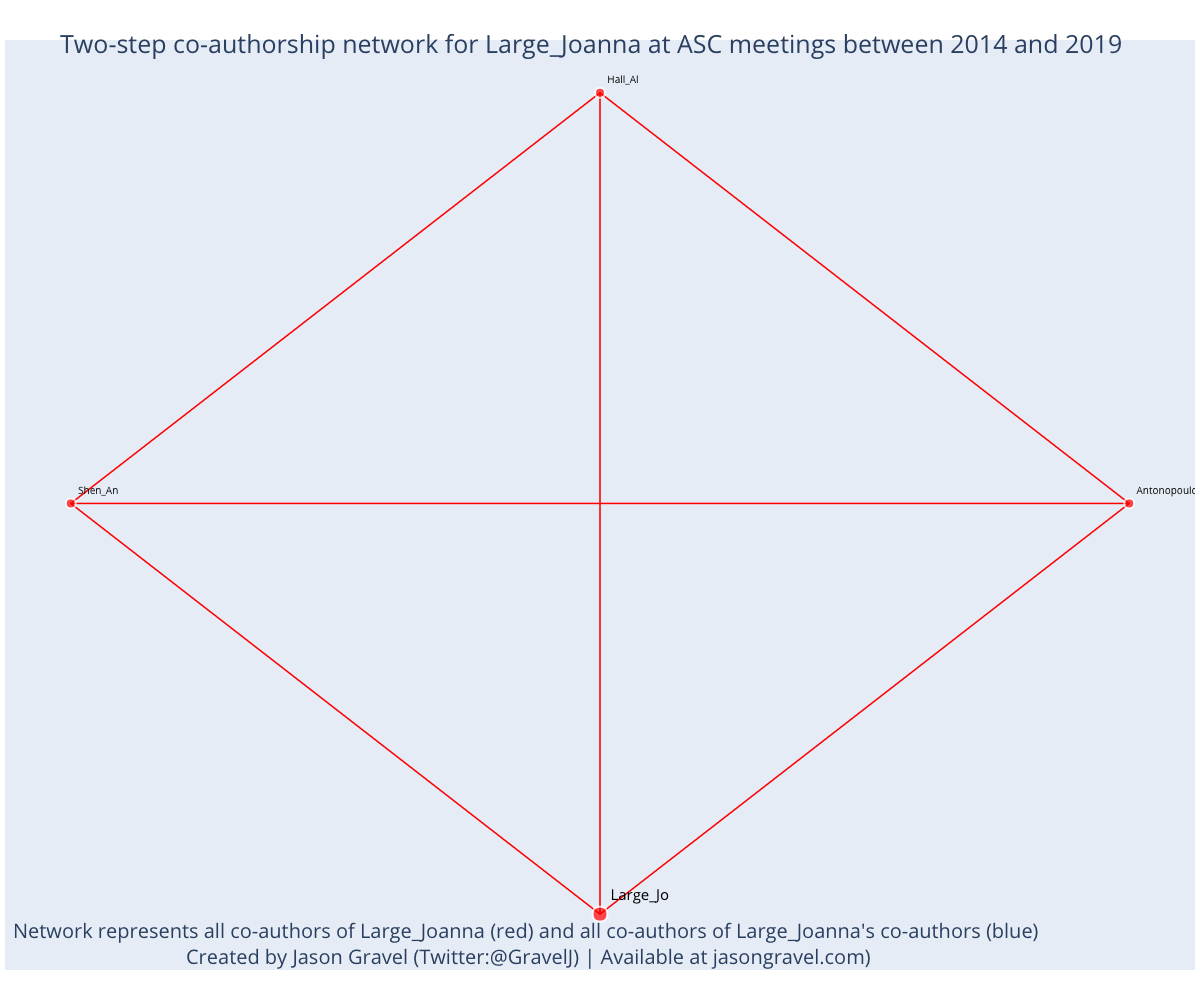 Two-step co-authorship network for Large_Joanna at ASC meetings between 2014 and 2019
Hall_Al
Shen_An
Large_Jo
Network represents all co-authors of Large_Joanna (red) and all co-authors of Large_Joanna's co-authors (blue)
Created by Jason Gravel (Twitter:@GravelJ) | Available at jasongravel.com)